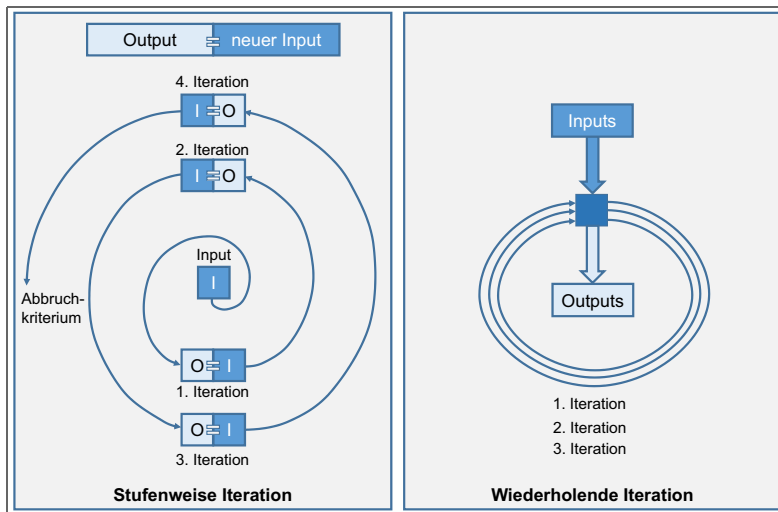 Output = neuer Input
4. Iteration
I = O
2. Iteration
I = O
Input
I
Abbruch-
kriterium
O = I
1. Iteration
O = I
3. Iteration
Stufenweise Iteration
Inputs
Outputs
1. Iteration
2. Iteration
3. Iteration
Wiederholende Iteration